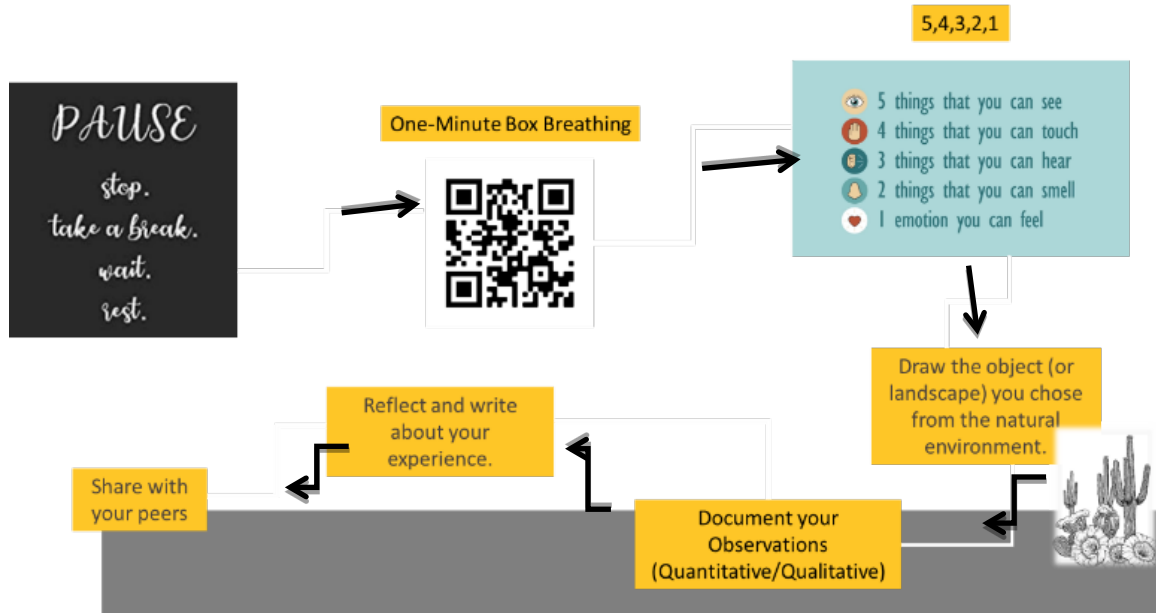 PAUSE
stop.
take a break.
wait.
rest.
One-Minute Box Breathing
5,4,3,2,1
5 things that you can see
4 things that you can touch
3 things that you can hear
2 things that you can smell
1 emotion you can feel
Draw the object (or
landscape) you chose
from the natural
environment.
Document your
Observations
(Quantitative/Qualitative)
Reflect and write
about your
experience.
Share with
your peers